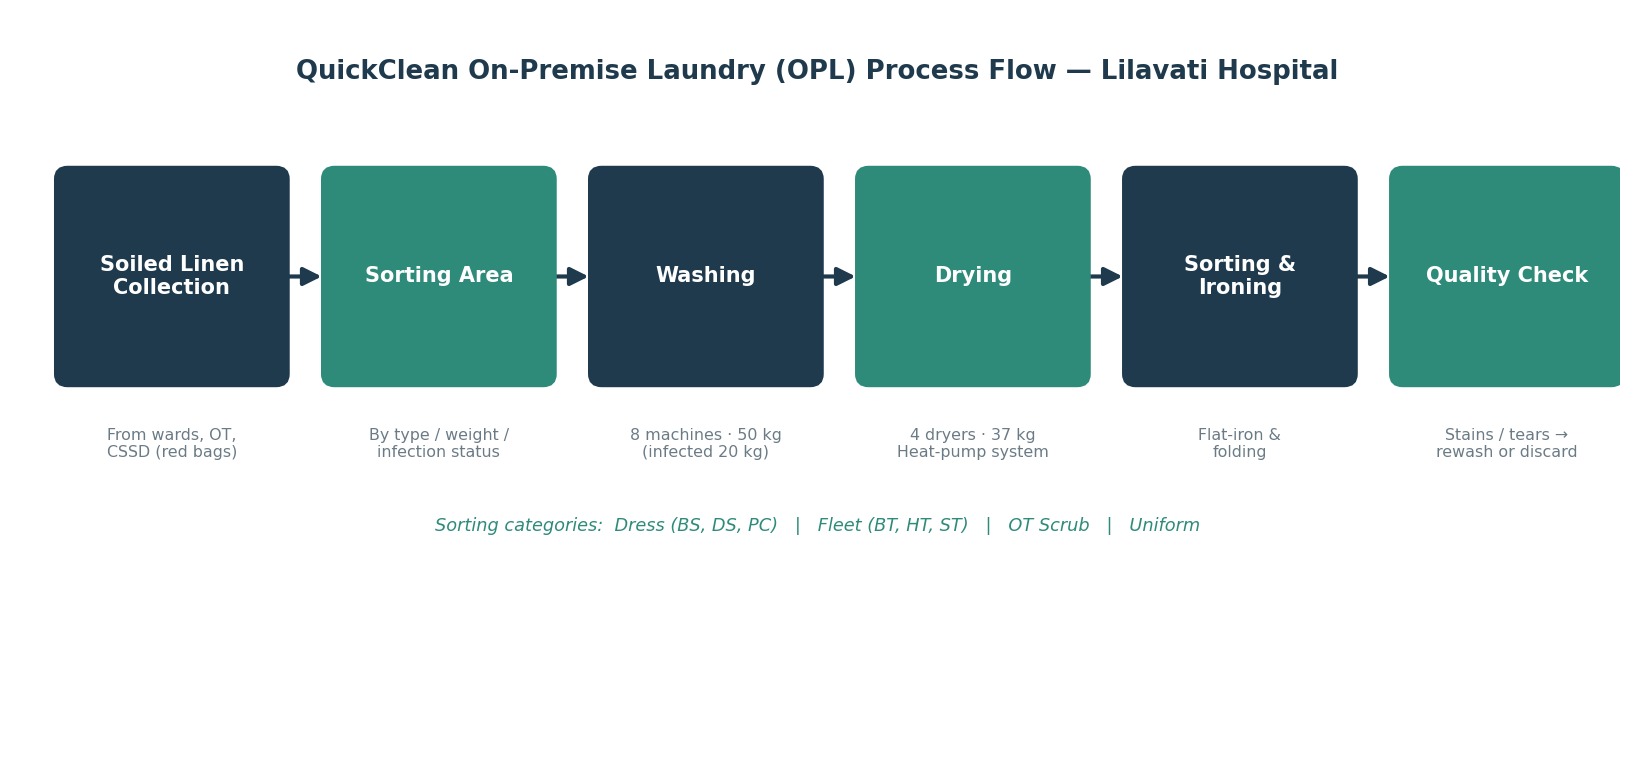 QuickClean On-Premise Laundry (OPL) Process Flow — Lilavati Hospital
Soiled Linen
Collection
Sorting Area
Washing
Drying
Sorting &
Ironing
Quality Check
From wards, OT,
CSSD (red bags)
By type / weight /
infection status
8 machines · 50 kg
(infected 20 kg)
4 dryers · 37 kg
Heat-pump system
Flat-iron &
folding
Stains / tears →
rewash or discard
Sorting categories:  Dress (BS, DS, PC)   |   Fleet (BT, HT, ST)   |   OT Scrub   |   Uniform